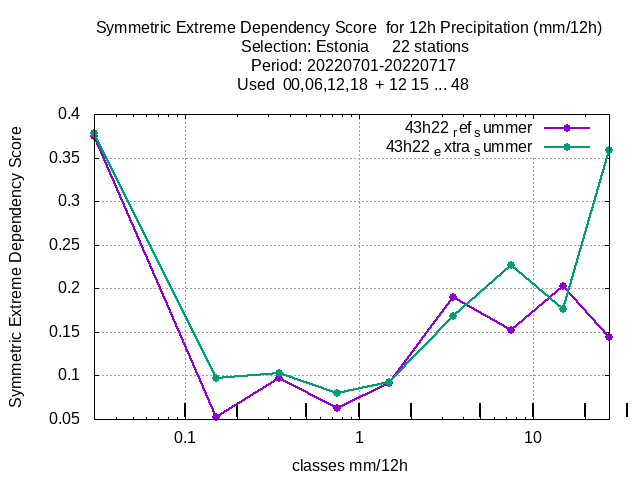 Symmetric Extreme Dependency Score for 12h Precipitation (mm/12h)
Selection: Estonia 22 stations
Period: 20220701-20220717
Used 00,06,12,18 + 12 15 ... 48
Symmetric Extreme Dependency Score
0.4
0.35
0.3
0.25
0.2
0.15
0.1
0.05
43h22 ref summer
43h22 extra summer
0.1
1
10
classes mm/12h